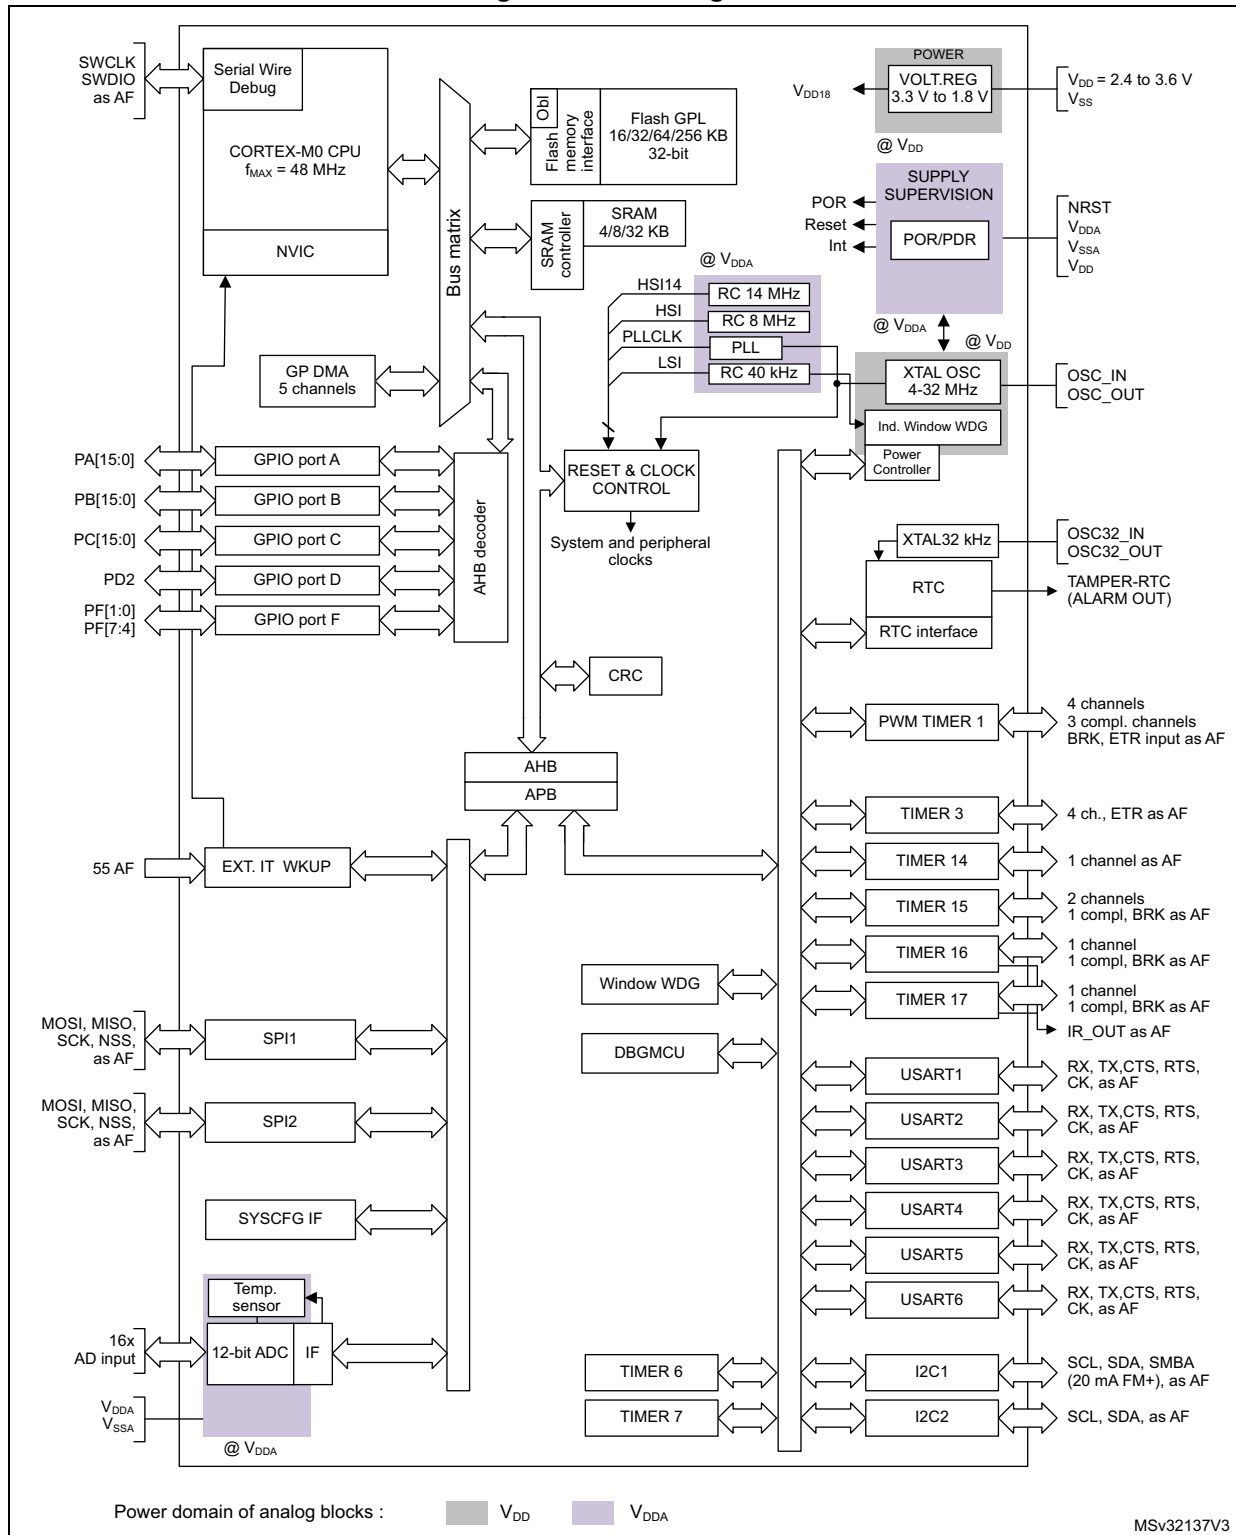 SWCLK
SWDIO
as AF
Serial Wire
Debug
CORTEX-M0 CPU
fMAX = 48 MHz
NVIC
Bus matrix
Obl
Flash
memory
interface
Flash GPL
16/32/64/256 KB
32-bit
SRAM
controller
SRAM
4/8/32 KB
POWER
VOLT.REG
3.3 V to 1.8 V
VDD18
VDD = 2.4 to 3.6 V
VSS
@ VDD
SUPPLY
SUPERVISION
POR/PDR
POR
Reset
Int
NRST
VDDA
VSSA
VDD
@ VDDA
@ VDDA
HSI14
RC 14 MHz
HSI
RC 8 MHz
PLLCLK
PLL
LSI
RC 40 kHz
@ VDD
XTAL OSC
4-32 MHz
OSC_IN
OSC_OUT
Ind. Window WDG
Power
Controller
GP DMA
5 channels
PA[15:0]
GPIO port A
PB[15:0]
GPIO port B
PC[15:0]
GPIO port C
PD2
GPIO port D
PF[1:0]
PF[7:4]
GPIO port F
AHB decoder
RESET & CLOCK
CONTROL
System and peripheral
clocks
XTAL32 kHz
OSC32_IN
OSC32_OUT
RTC
TAMPER-RTC
(ALARM OUT)
RTC interface
CRC
AHB
APB
PWM TIMER 1
4 channels
3 compl. channels
BRK, ETR input as AF
TIMER 3
4 ch., ETR as AF
55 AF
EXT. IT WKUP
TIMER 14
1 channel as AF
TIMER 15
2 channels
1 compl, BRK as AF
TIMER 16
1 channel
1 compl, BRK as AF
TIMER 17
1 channel
1 compl, BRK as AF
IR_OUT as AF
Window WDG
DBGMCU
MOSI, MISO,
SCK, NSS,
as AF
SPI1
MOSI, MISO,
SCK, NSS,
as AF
SPI2
SYSCFG IF
USART1
RX, TX,CTS, RTS,
CK, as AF
USART2
RX, TX,CTS, RTS,
CK, as AF
USART3
RX, TX,CTS, RTS,
CK, as AF
USART4
RX, TX,CTS, RTS,
CK, as AF
USART5
RX, TX,CTS, RTS,
CK, as AF
USART6
RX, TX,CTS, RTS,
CK, as AF
Temp.
sensor
16x
AD input
12-bit ADC
IF
VDDA
VSSA
@ VDDA
TIMER 6
TIMER 7
I2C1
SCL, SDA, SMBA
(20 mA FM+), as AF
I2C2
SCL, SDA, as AF
Power domain of analog blocks :
VDD
VDDA
MSv32137V3